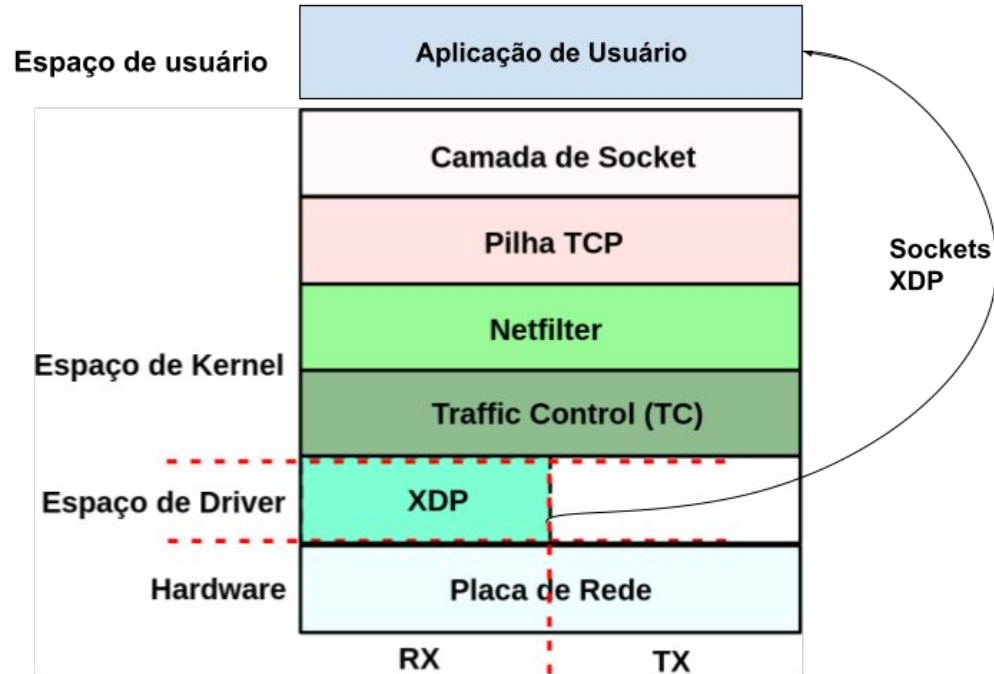 Aplicação de Usuário
Espaço de usuário
Camada de Socket
Pilha TCP
Sockets
XDP
Netfilter
Espaço de Kernel
Traffic Control (TC)
Espaço de Driver
XDP
Hardware
Placa de Rede
RX
TX